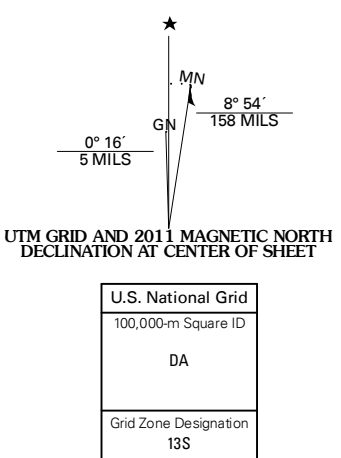 MN
8° 54´
158 MILS
GN
0° 16´
5 MILS
UTM GRID AND 2011 MAGNETIC NORTH
DECLINATION AT CENTER OF SHEET
U.S. National Grid
100,000-m Square ID
DA
Grid Zone Designation
13S